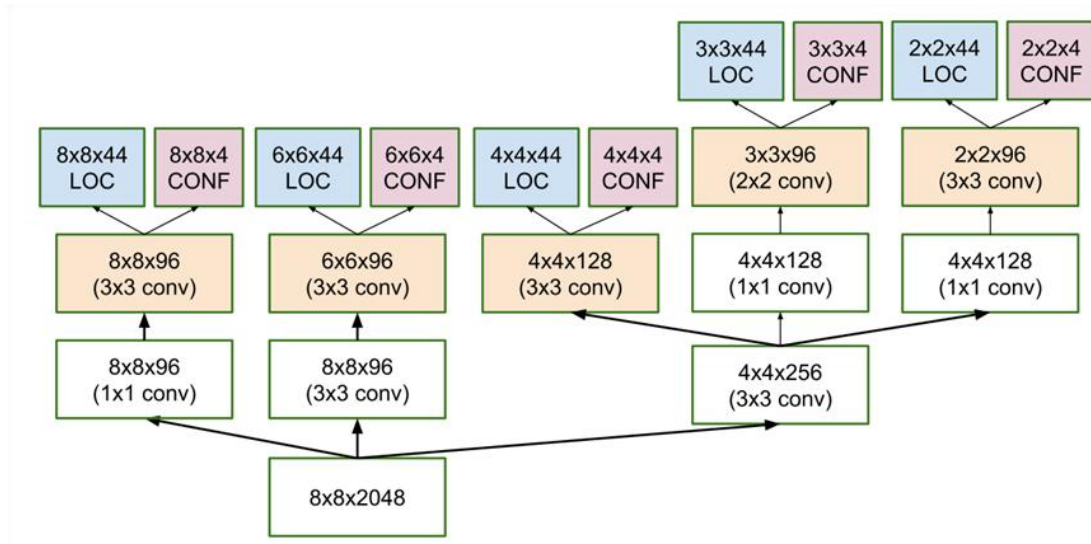 3x3x44
LOC
3x3x4
CONF
2x2x44
LOC
2x2x4
CONF
8x8x44
LOC
8x8x4
CONF
6x6x44
LOC
6x6x4
CONF
4x4x44
LOC
4x4x4
CONF
3x3x96
(2x2 conv)
2x2x96
(3x3 conv)
8x8x96
(3x3 conv)
6x6x96
(3x3 conv)
4x4x128
(3x3 conv)
4x4x128
(1x1 conv)
4x4x128
(1x1 conv)
8x8x96
(1x1 conv)
8x8x96
(3x3 conv)
4x4x256
(3x3 conv)
8x8x2048